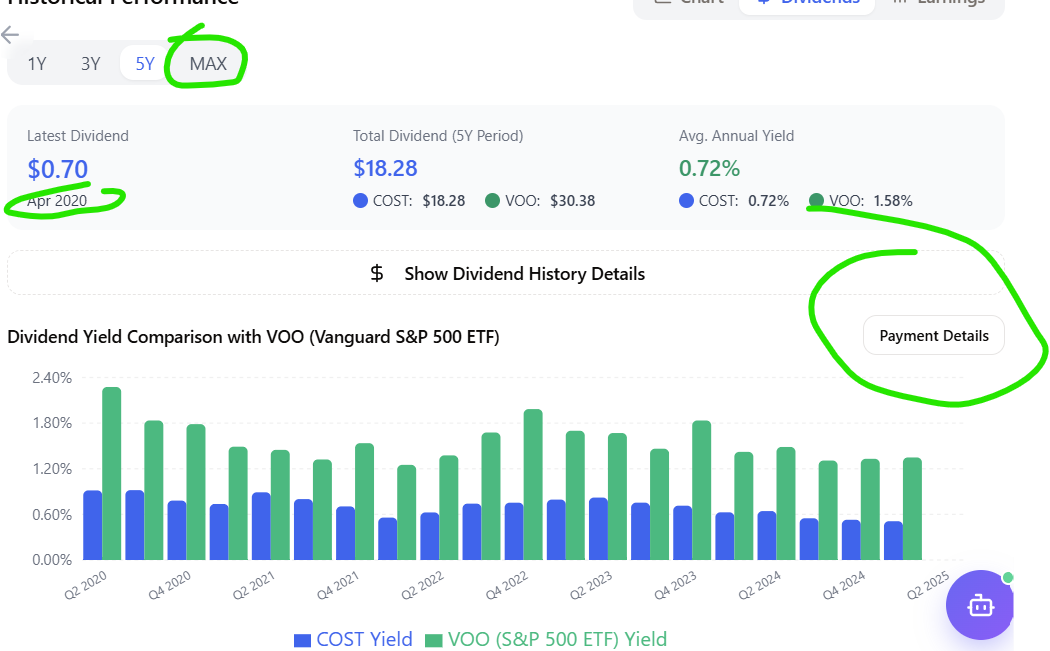 Historical Performance
Chart Dividends Earnings
1Y 3Y 5Y MAX
Latest Dividend Total Dividend (5Y Period) Avg. Annual Yield
$0.70 $18.28 0.72%
Apr 2020 COST: $18.28 VOO: $30.38 COST: 0.72% VOO: 1.58%
$ Show Dividend History Details
Dividend Yield Comparison with VOO (Vanguard S&P 500 ETF) Payment Details
2.40%
1.80%
1.20%
0.60%
0.00%
Q2 2020 Q4 2020 Q2 2021 Q4 2021 Q2 2022 Q4 2022 Q2 2023 Q4 2023 Q2 2024 Q4 2024 Q2 2025
COST Yield VOO (S&P 500 ETF) Yield